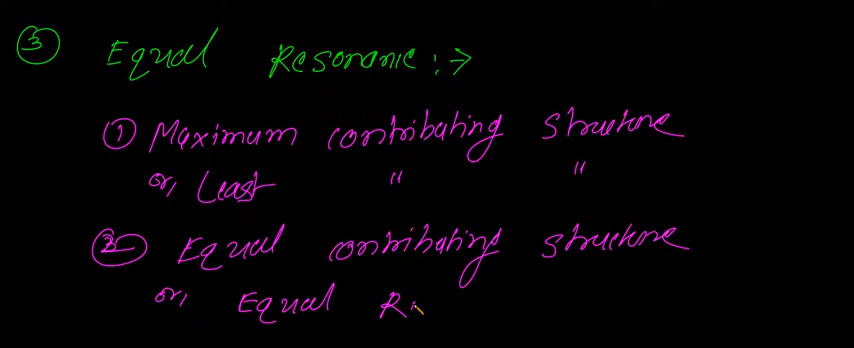 ③ Equal Resonance :→
① Maximum contributing structure
or, Least " "
② Equal contributing structure
or, Equal R